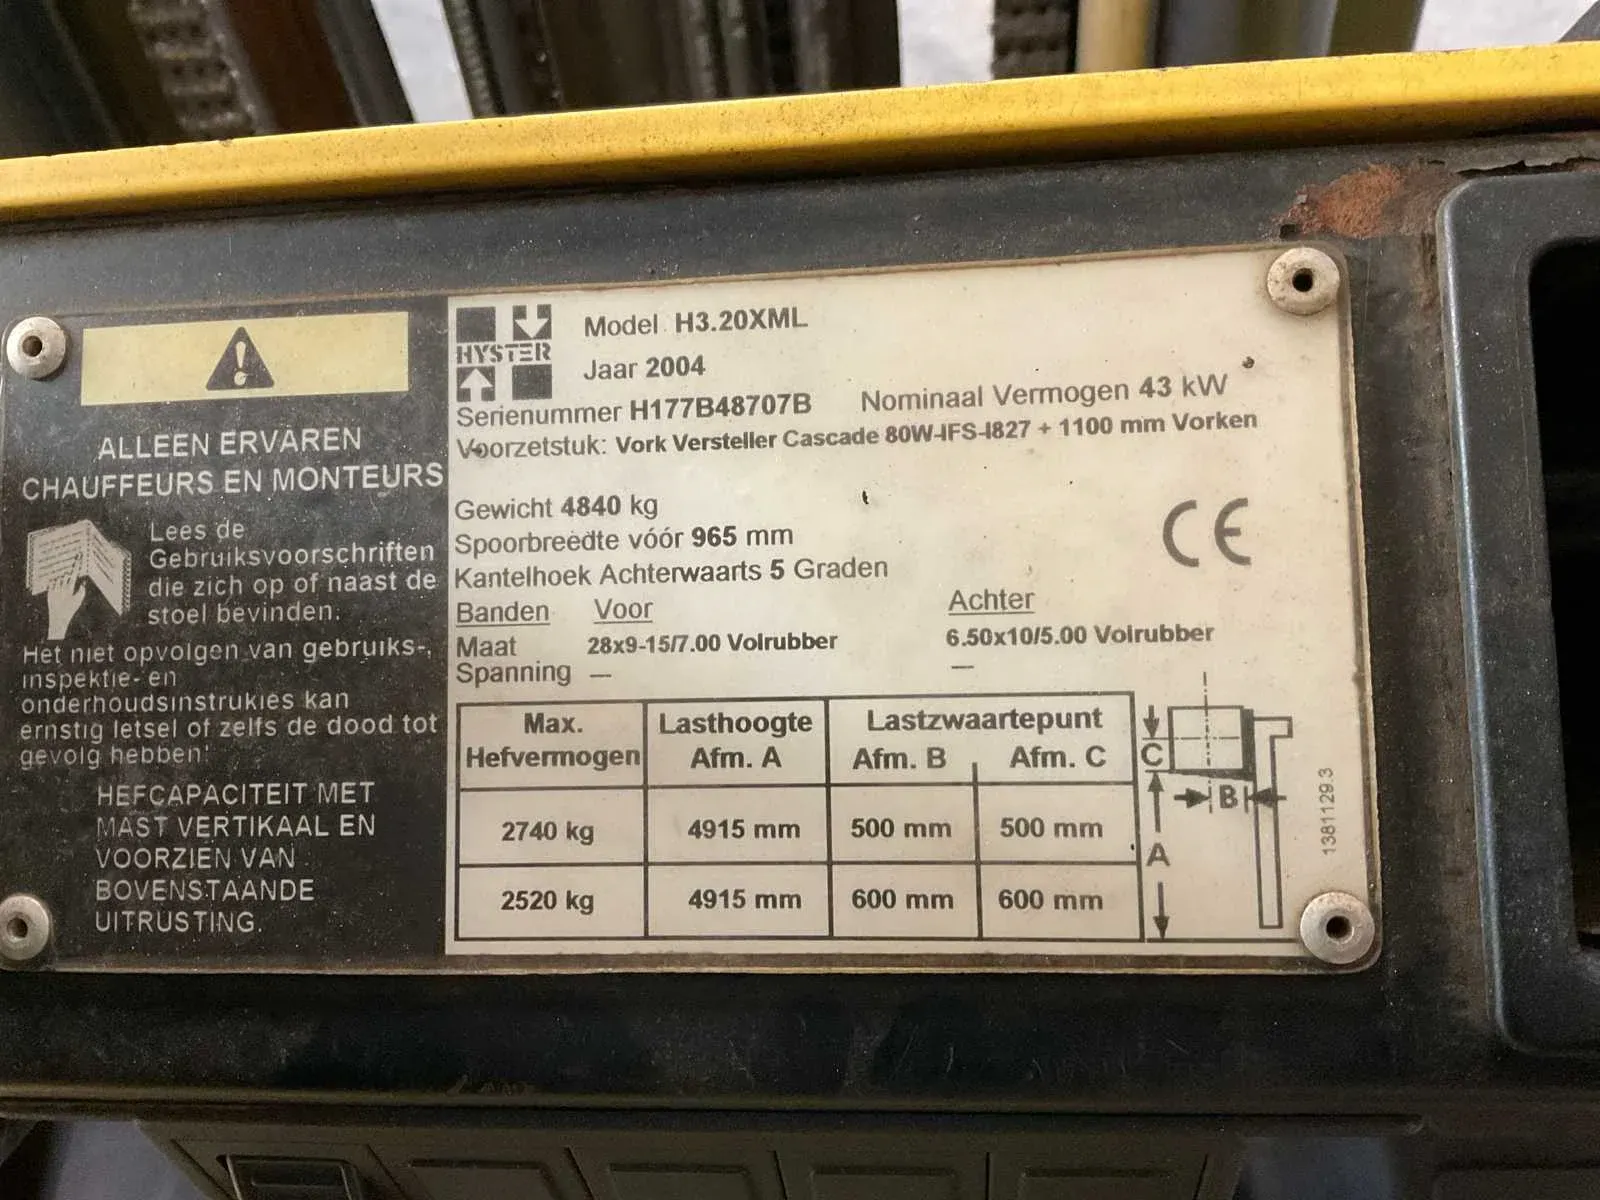 ALLEEN ERVAREN
CHAUFFEURS EN MONTEURS
Lees de
Gebruiksvoorschriften
die zich op of naast de
stoel bevinden.
Het niet opvolgen van gebruiks-,
inspektie- en
onderhoudsinstrukies kan
ernstig letsel of zelfs de dood tot
gevolg hebben!
HEFCAPACITEIT MET
MAST VERTIKAAL EN
VOORZIEN VAN
BOVENSTAANDE
UITRUSTING.
HYSTER
Model H3.20XML
Jaar 2004
Serienummer H177B48707B Nominaal Vermogen 43 kW
Voorzetstuk: Vork Versteller Cascade 80W-IFS-I827 + 1100 mm Vorken
Gewicht 4840 kg
Spoorbreedte vóór 965 mm
Kantelhoek Achterwaarts 5 Graden
CE
Banden Voor Achter
Maat 28x9-15/7.00 Volrubber 6.50x10/5.00 Volrubber
Spanning — —
Max. Lasthoogte Lastzwaartepunt
Hefvermogen Afm. A Afm. B Afm. C
2740 kg 4915 mm 500 mm 500 mm
2520 kg 4915 mm 600 mm 600 mm
C
B
A
1381129.3